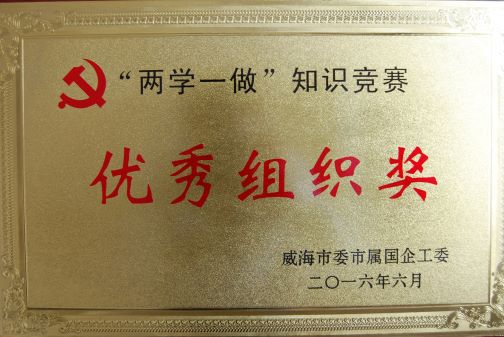 “两学一做”知识竞赛
优秀组织奖
威海市委市属国企工委
二〇一六年六月